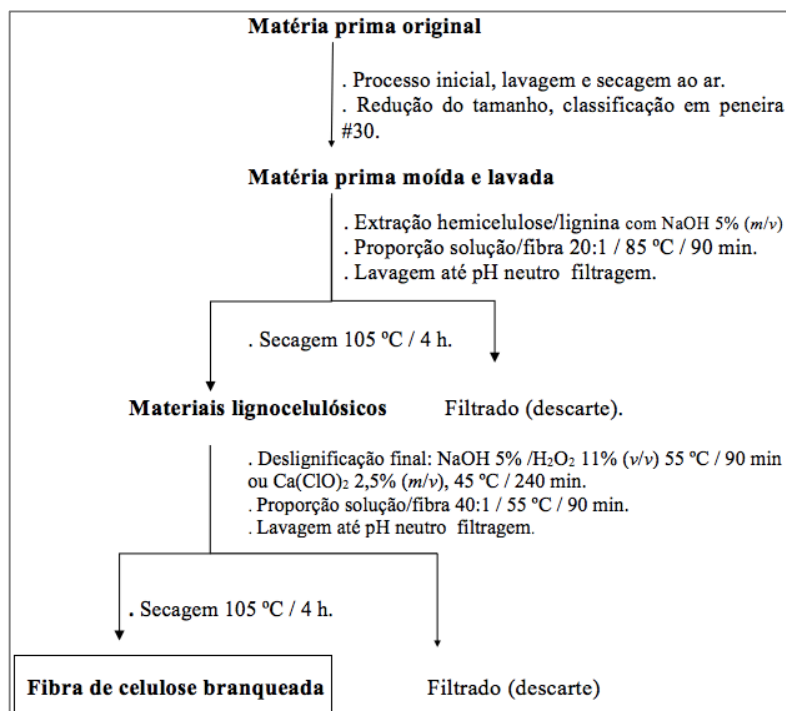 Matéria prima original
. Processo inicial, lavagem e secagem ao ar.
. Redução do tamanho, classificação em peneira
#30.
Matéria prima moída e lavada
. Extração hemicelulose/lignina com NaOH 5% (m/v)
. Proporção solução/fibra 20:1 / 85 ºC / 90 min.
. Lavagem até pH neutro filtragem.
. Secagem 105 ºC / 4 h.
Materiais lignocelulósicos Filtrado (descarte).
. Deslignificação final: NaOH 5% /H₂O₂ 11% (v/v) 55 ºC / 90 min
ou Ca(ClO)₂ 2,5% (m/v), 45 ºC / 240 min.
. Proporção solução/fibra 40:1 / 55 ºC / 90 min.
. Lavagem até pH neutro filtragem.
. Secagem 105 ºC / 4 h.
Fibra de celulose branqueada Filtrado (descarte)